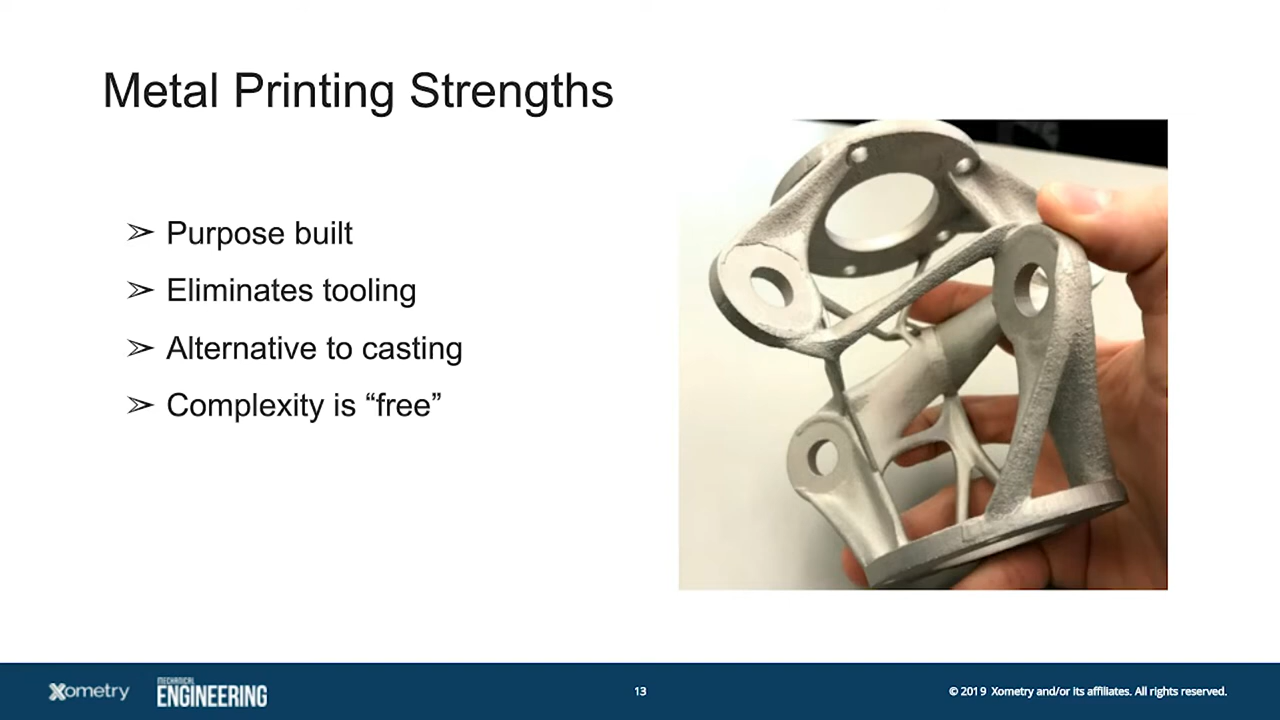 Metal Printing Strengths
➢ Purpose built
➢ Eliminates tooling
➢ Alternative to casting
➢ Complexity is “free”
Xometry
MECHANICAL
ENGINEERING
13
© 2019 Xometry and/or its affiliates. All rights reserved.